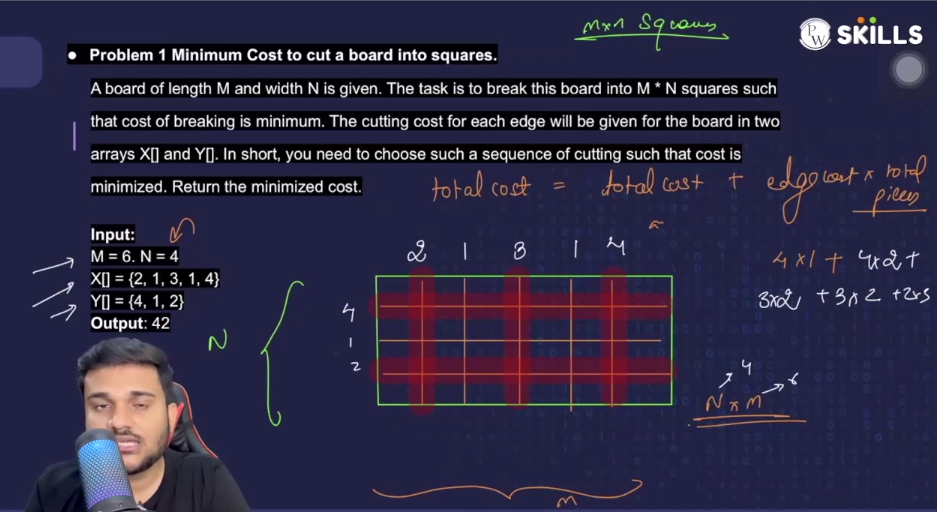 M×N Squares
PW SKILLS
• Problem 1 Minimum Cost to cut a board into squares.
A board of length M and width N is given. The task is to break this board into M * N squares such
that cost of breaking is minimum. The cutting cost for each edge will be given for the board in two
arrays X[] and Y[]. In short, you need to choose such a sequence of cutting such that cost is
minimized. Return the minimized cost.
total cost = total cost + edge cost × total
pieces
Input:
M = 6. N = 4
X[] = {2, 1, 3, 1, 4}
Y[] = {4, 1, 2}
Output: 42
2 1 3 1 4
4
1
2
N
4×1 + 4×2 +
3×2 + 3×2 + 2×3
4
6
N × M
m